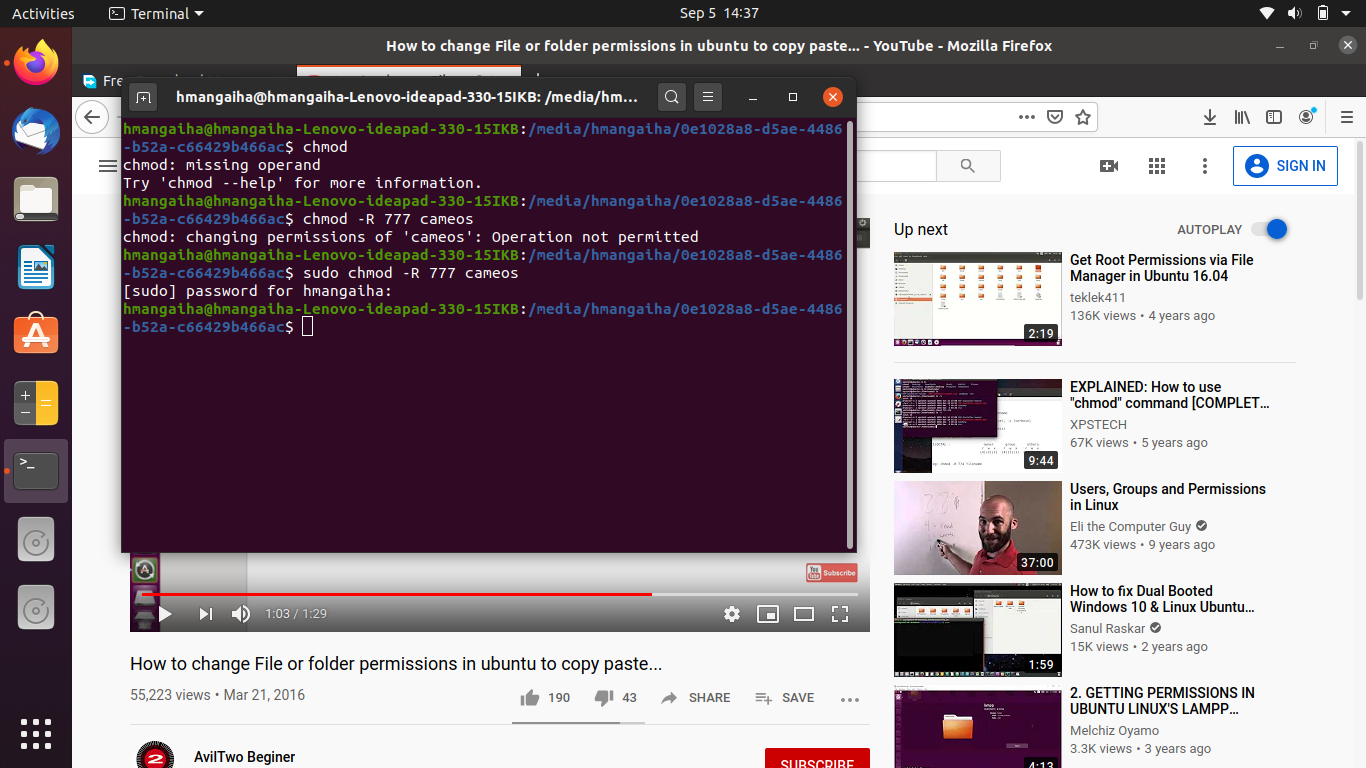 Activities
Terminal
Sep 5 14:37
How to change File or folder permissions in ubuntu to copy paste... - YouTube - Mozilla Firefox
Fre
hmangaiha@hmangaiha-Lenovo-ideapad-330-15IKB: /media/hm...
hmangaiha@hmangaiha-Lenovo-ideapad-330-15IKB:/media/hmangaiha/0e1028a8-d5ae-4486
-b52a-c66429b466ac$ chmod
chmod: missing operand
Try 'chmod --help' for more information.
hmangaiha@hmangaiha-Lenovo-ideapad-330-15IKB:/media/hmangaiha/0e1028a8-d5ae-4486
-b52a-c66429b466ac$ chmod -R 777 cameos
chmod: changing permissions of 'cameos': Operation not permitted
hmangaiha@hmangaiha-Lenovo-ideapad-330-15IKB:/media/hmangaiha/0e1028a8-d5ae-4486
-b52a-c66429b466ac$ sudo chmod -R 777 cameos
[sudo] password for hmangaiha:
hmangaiha@hmangaiha-Lenovo-ideapad-330-15IKB:/media/hmangaiha/0e1028a8-d5ae-4486
-b52a-c66429b466ac$
You Tube Subscribe
1:03 / 1:29
How to change File or folder permissions in ubuntu to copy paste...
55,223 views • Mar 21, 2016
190
43
SHARE
SAVE
AvilTwo Beginer
SUBSCRIBE
SIGN IN
Up next
AUTOPLAY
2:19
Get Root Permissions via File
Manager in Ubuntu 16.04
teklek411
136K views • 4 years ago
9:44
EXPLAINED: How to use
"chmod" command [COMPLET...
XPSTECH
67K views • 5 years ago
37:00
Users, Groups and Permissions
in Linux
Eli the Computer Guy
473K views • 9 years ago
1:59
How to fix Dual Booted
Windows 10 & Linux Ubuntu...
Sanul Raskar
15K views • 2 years ago
4:13
2. GETTING PERMISSIONS IN
UBUNTU LINUX'S LAMPP...
Melchiz Oyamo
3.3K views • 3 years ago